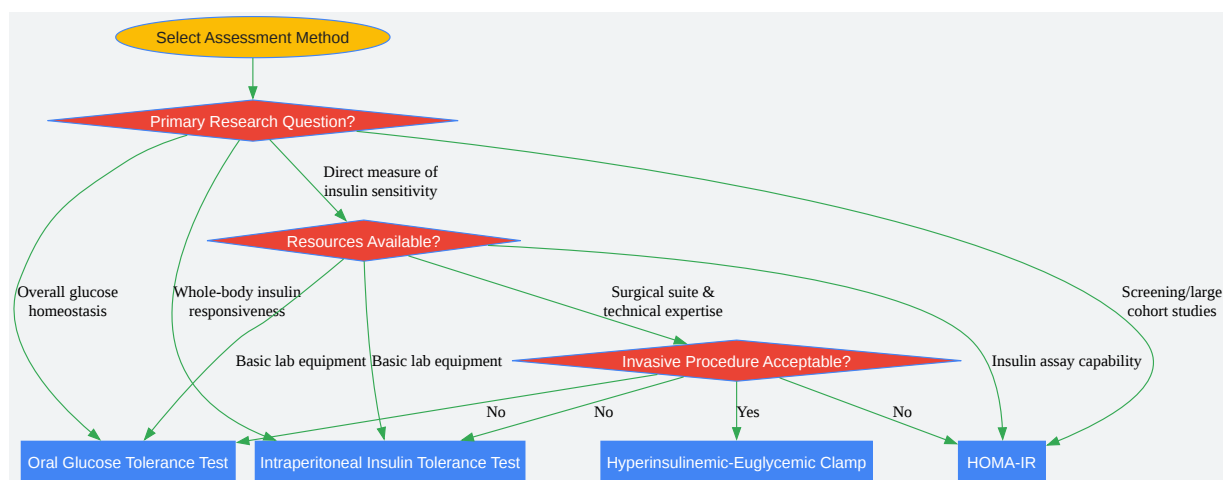 Select Assessment Method
Primary Research Question?
Direct measure of
insulin sensitivity
Resources Available?
Overall glucose
homeostasis
Whole-body insulin
responsiveness
Surgical suite &
technical expertise
Screening/large
cohort studies
Basic lab equipment
Basic lab equipment
Invasive Procedure Acceptable?
Insulin assay capability
No
No
Yes
No
Oral Glucose Tolerance Test
Intraperitoneal Insulin Tolerance Test
Hyperinsulinemic-Euglycemic Clamp
HOMA-IR